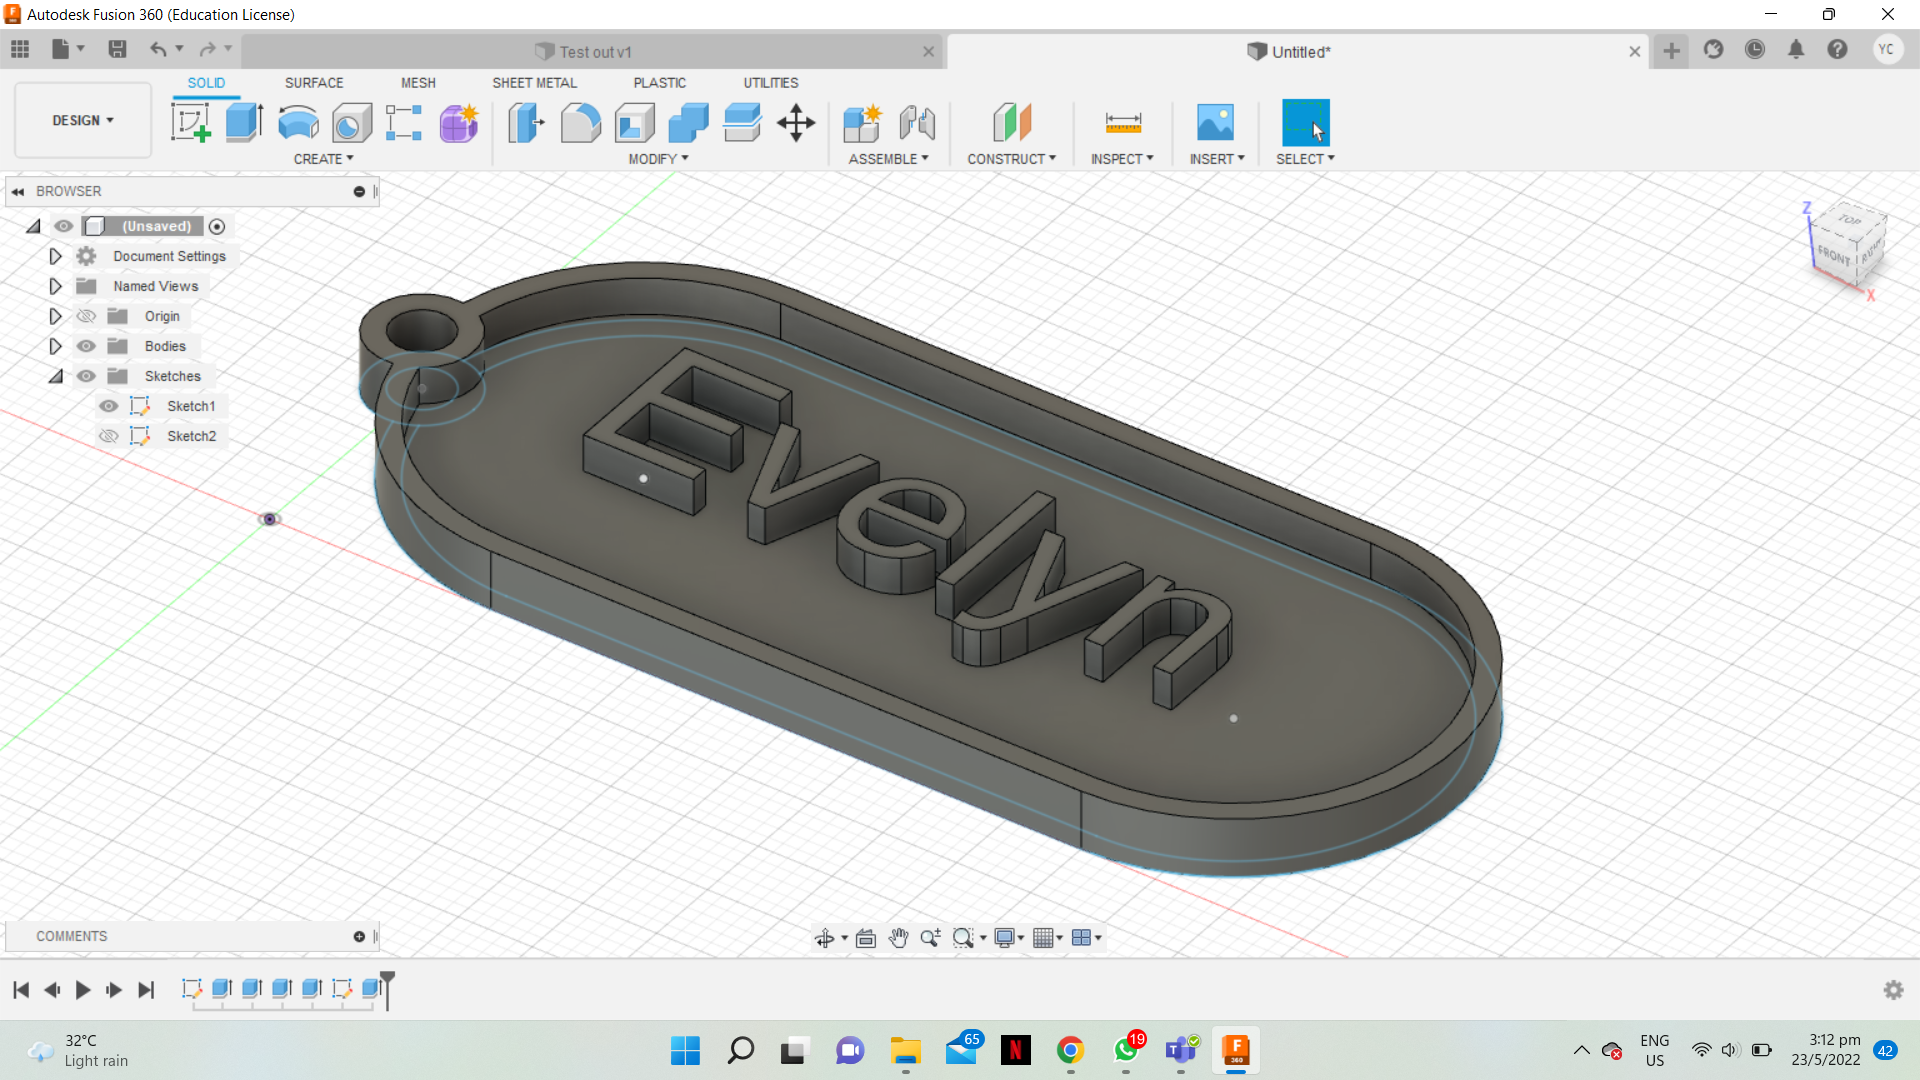 Autodesk Fusion 360 (Education License)
Test out v1
Untitled*
YC
DESIGN
SOLID
SURFACE
MESH
SHEET METAL
PLASTIC
UTILITIES
CREATE
MODIFY
ASSEMBLE
CONSTRUCT
INSPECT
INSERT
SELECT
BROWSER
(Unsaved)
Document Settings
Named Views
Origin
Bodies
Sketches
Sketch1
Sketch2
Z
TOP
FRONT
RIGHT
X
Evelyn
COMMENTS
32°C
Light rain
65
N
19
T
F
360
ENG
US
3:12 pm
23/5/2022
42